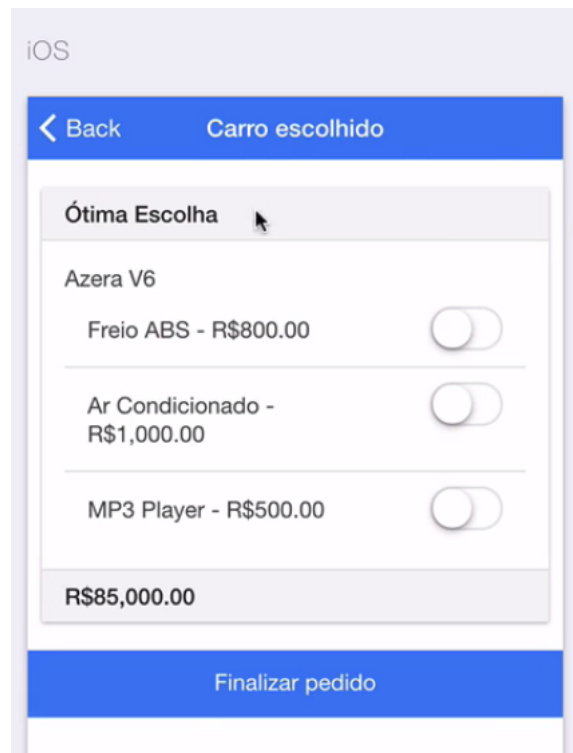 iOS
Back Carro escolhido
Ótima Escolha
Azera V6
Freio ABS - R$800.00
Ar Condicionado -
R$1,000.00
MP3 Player - R$500.00
R$85,000.00
Finalizar pedido